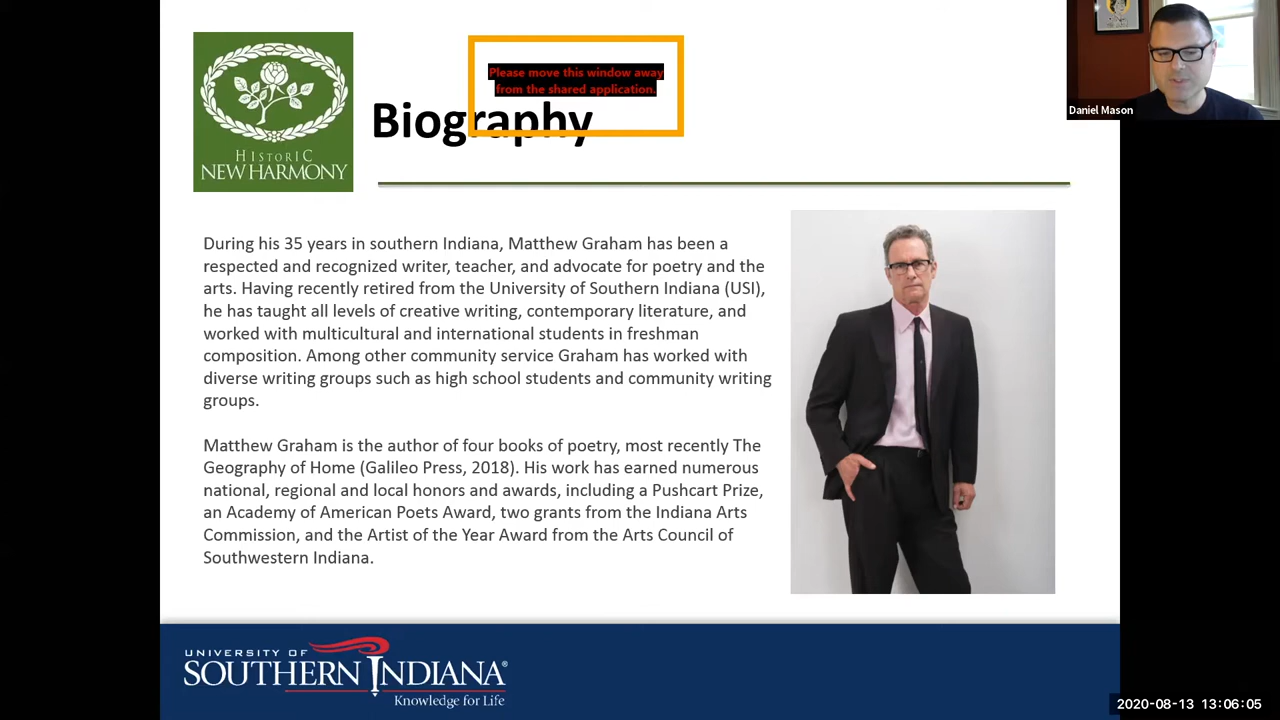 HISTORIC
NEW HARMONY
Please move this window away
from the shared application.
Biography
Daniel Mason
During his 35 years in southern Indiana, Matthew Graham has been a
respected and recognized writer, teacher, and advocate for poetry and the
arts. Having recently retired from the University of Southern Indiana (USI),
he has taught all levels of creative writing, contemporary literature, and
worked with multicultural and international students in freshman
composition. Among other community service Graham has worked with
diverse writing groups such as high school students and community writing
groups.
Matthew Graham is the author of four books of poetry, most recently The
Geography of Home (Galileo Press, 2018). His work has earned numerous
national, regional and local honors and awards, including a Pushcart Prize,
an Academy of American Poets Award, two grants from the Indiana Arts
Commission, and the Artist of the Year Award from the Arts Council of
Southwestern Indiana.
UNIVERSITY OF
SOUTHERN INDIANA®
Knowledge for Life
2020-08-13 13:06:05